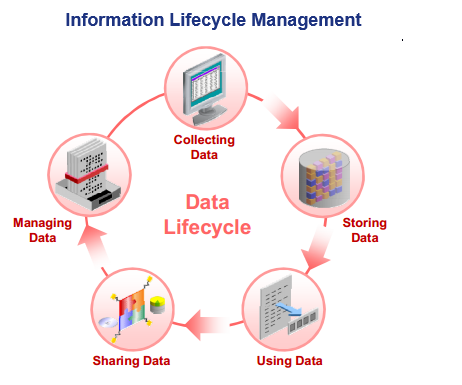 Information Lifecycle Management
Collecting
Data
Storing
Data
Using Data
Sharing Data
Managing
Data
Data
Lifecycle